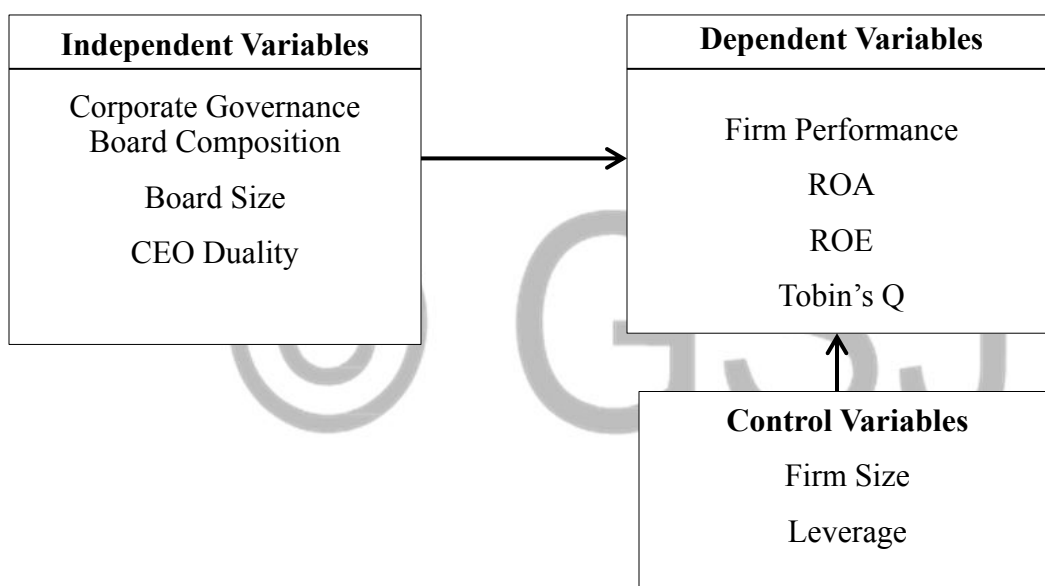 Independent Variables
Corporate Governance
Board Composition
Board Size
CEO Duality
Dependent Variables
Firm Performance
ROA
ROE
Tobin’s Q
Control Variables
Firm Size
Leverage
© GSJ